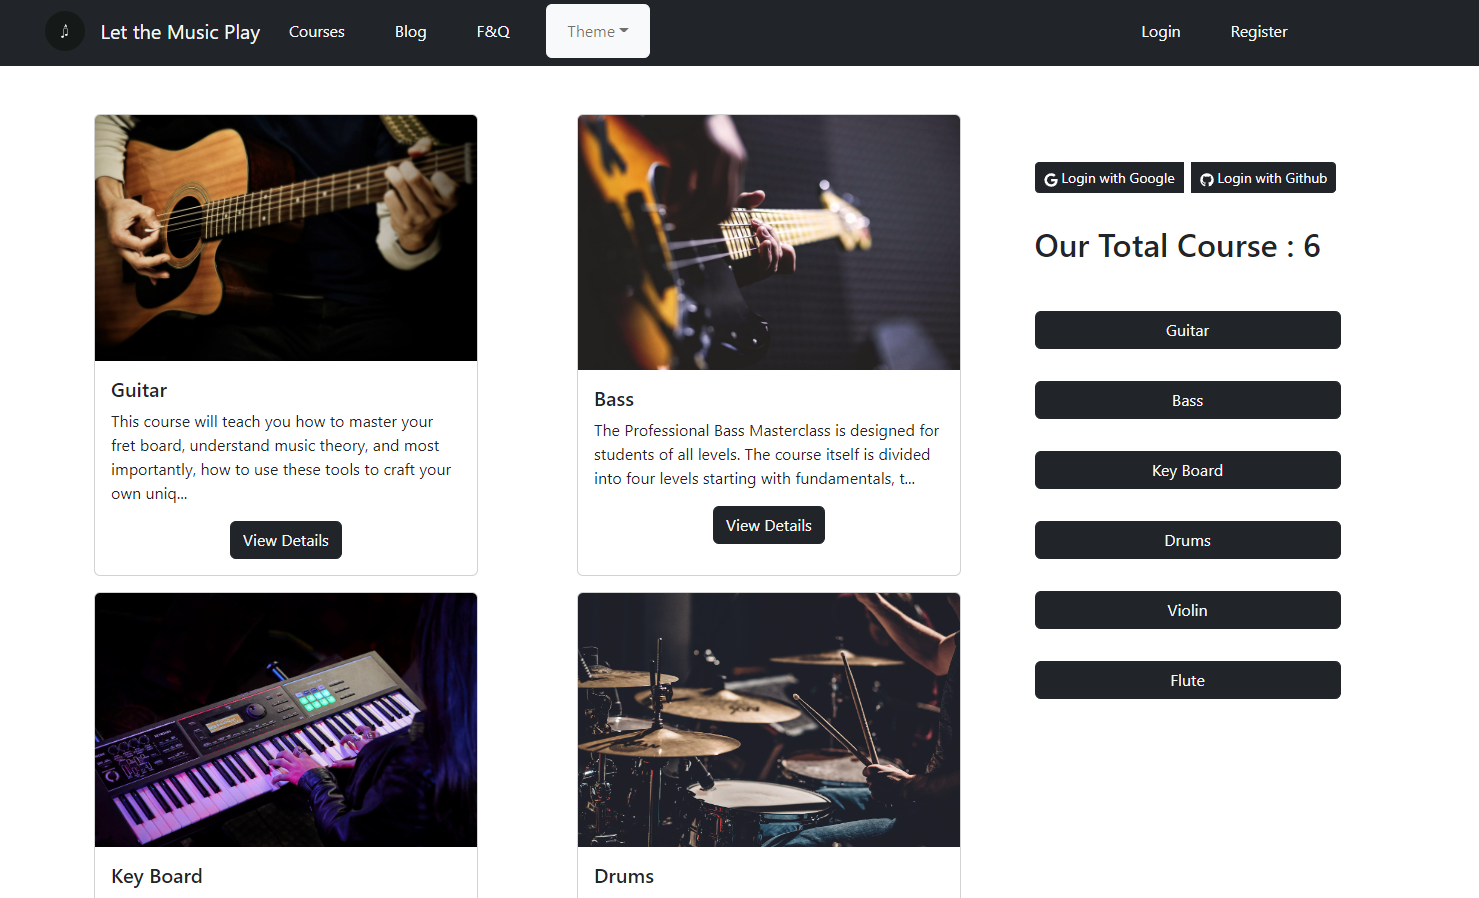 Let the Music Play
Courses
Blog
F&Q
Theme
Login
Register
Guitar
This course will teach you how to master your
fret board, understand music theory, and most
importantly, how to use these tools to craft your
own uniq...
View Details
Bass
The Professional Bass Masterclass is designed for
students of all levels. The course itself is divided
into four levels starting with fundamentals, t...
View Details
Key Board
Drums
Login with Google
Login with Github
Our Total Course : 6
Guitar
Bass
Key Board
Drums
Violin
Flute